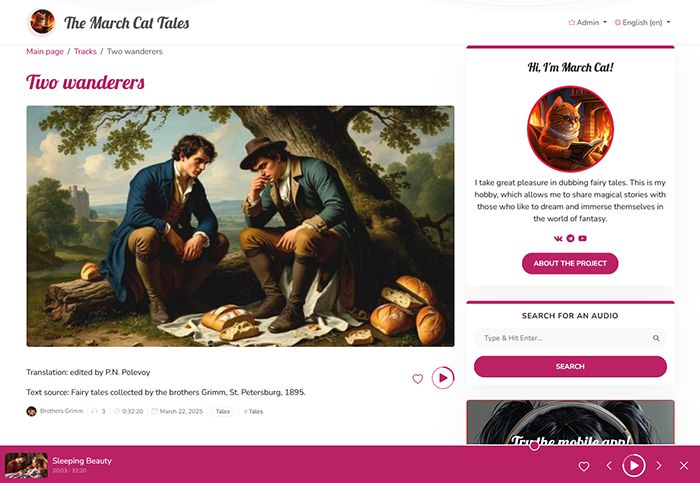 The March Cat Tales
Admin
English (en)
Main page / Tracks / Two wanderers
Two wanderers
Translation: edited by P.N. Polevoy
Text source: Fairy tales collected by the brothers Grimm, St. Petersburg, 1895.
Brothers Grimm 3 0:32:20 March 22, 2025 Tales # Tales
Hi, I'm March Cat!
I take great pleasure in dubbing fairy tales. This is my
hobby, which allows me to share magical stories with
those who like to dream and immerse themselves in
the world of fantasy.
ABOUT THE PROJECT
SEARCH FOR AN AUDIO
Type & Hit Enter...
SEARCH
Try the mobile app!
Sleeping Beauty
20:03 / 32:20